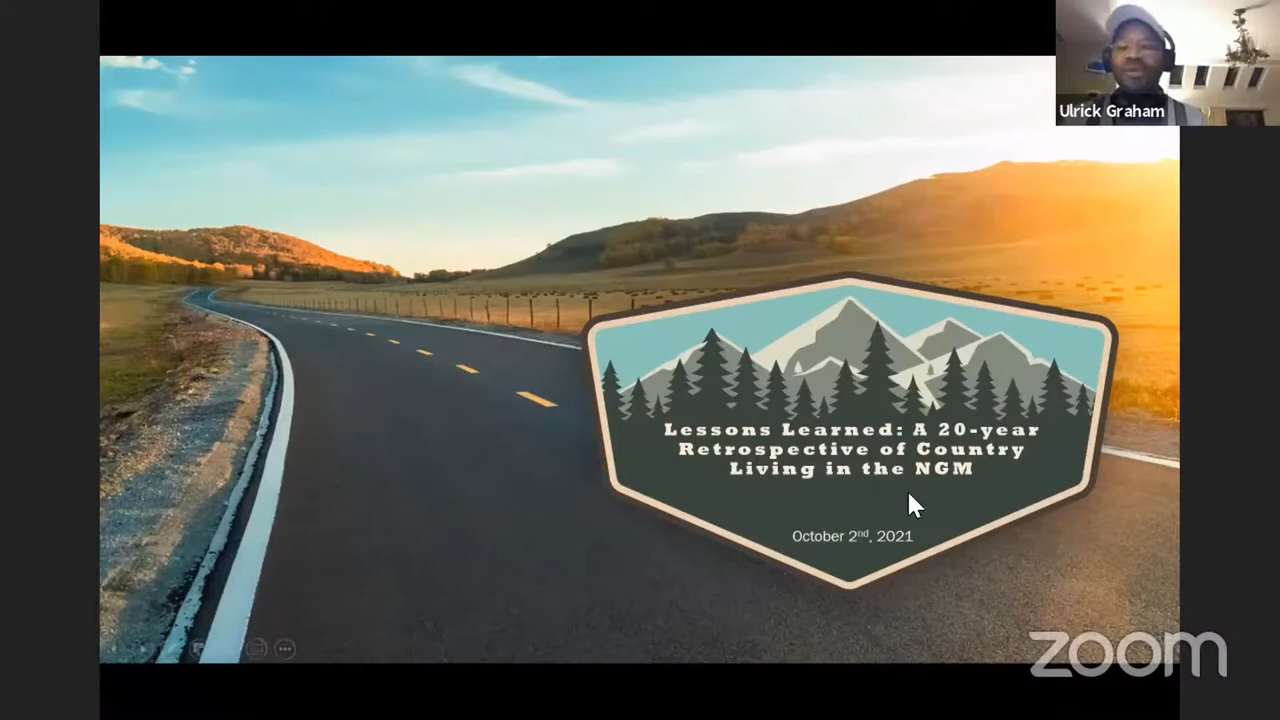 Ulrick Graham
Lessons Learned: A 20-year
Retrospective of Country
Living in the NGM
October 2nd, 2021
zoom